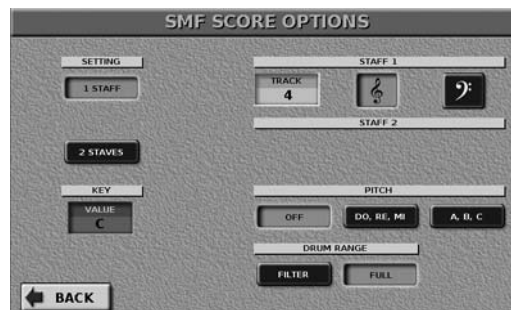 SMF SCORE OPTIONS
SETTING
1 STAFF
2 STAVES
KEY
VALUE
C
STAFF 1
TRACK
4
STAFF 2
PITCH
OFF
DO, RE, MI
A, B, C
DRUM RANGE
FILTER
FULL
BACK